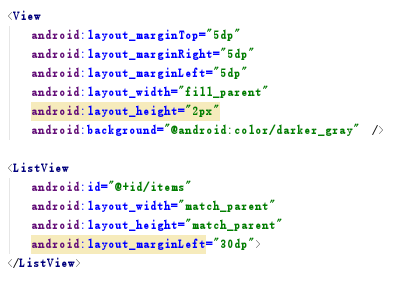 <View
android:layout_marginTop="5dp"
android:layout_marginRight="5dp"
android:layout_marginLeft="5dp"
android:layout_width="fill_parent"
android:layout_height="2px"
android:background="@android:color/darker_gray" />
<ListView
android:id="@+id/items"
android:layout_width="match_parent"
android:layout_height="match_parent"
android:layout_marginLeft="30dp">
</ListView>